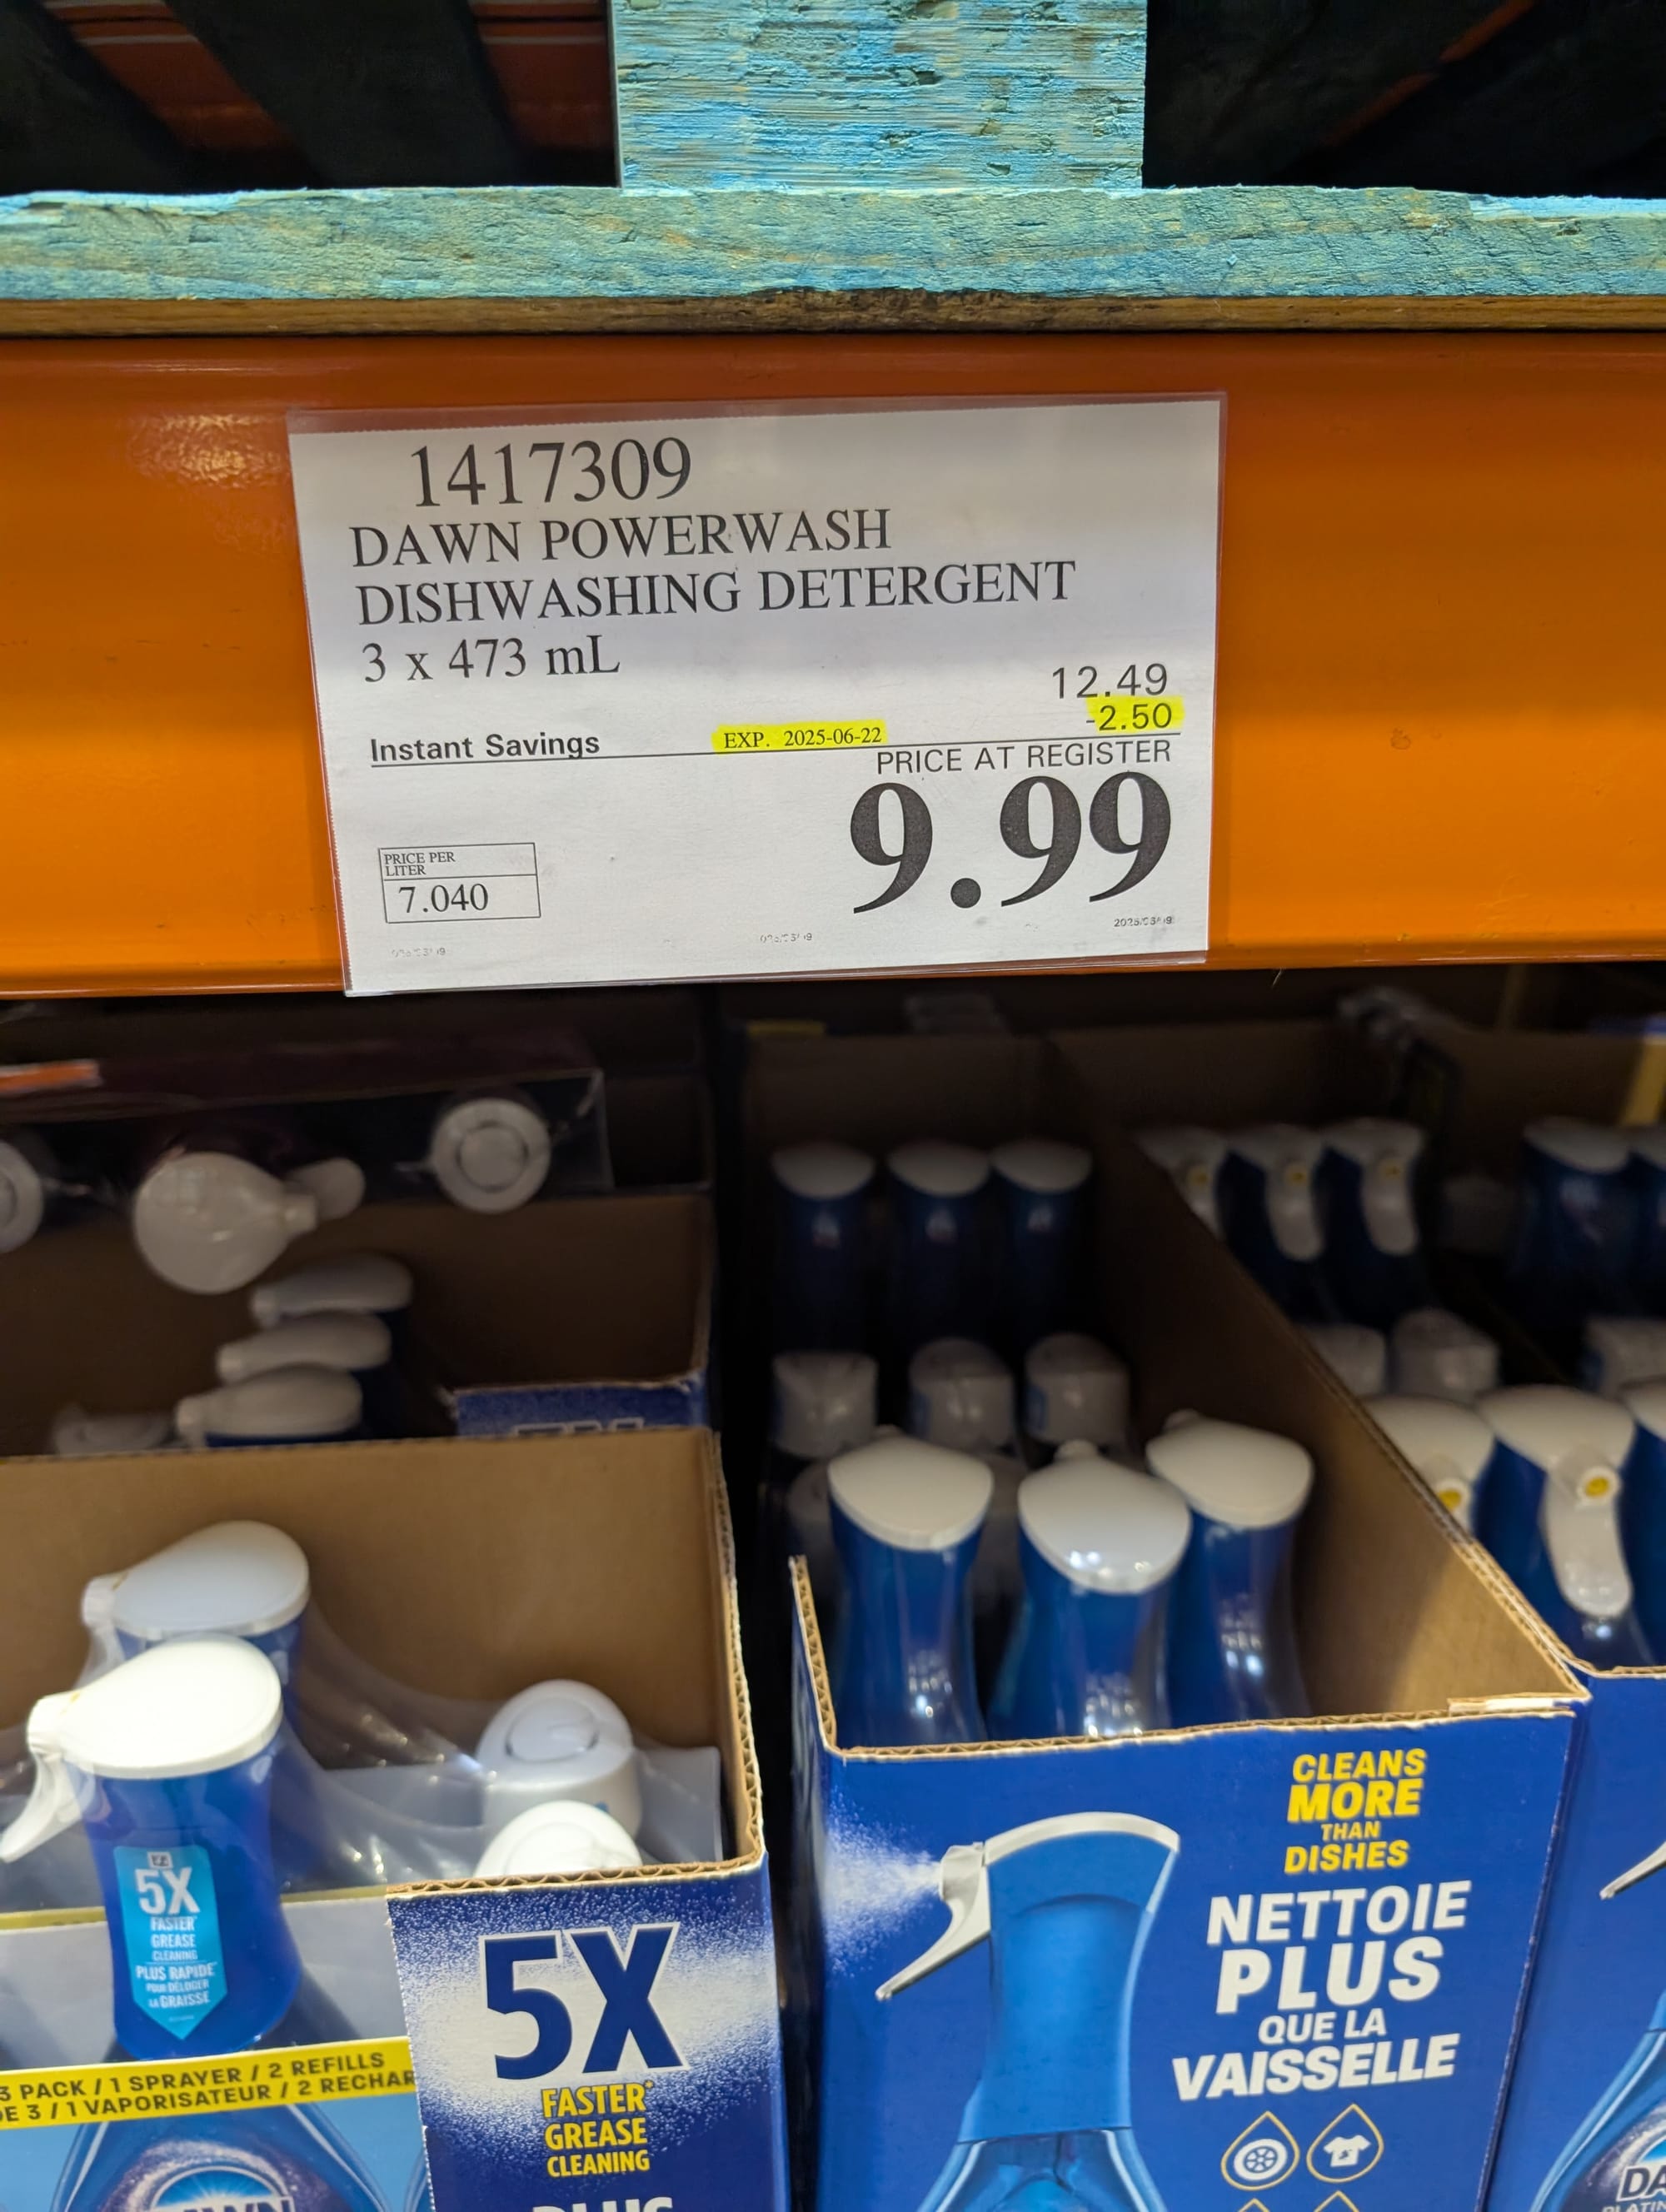 1417309
DAWN POWERWASH
DISHWASHING DETERGENT
3 x 473 mL
12.49
Instant Savings EXP. 2025-06-22 -2.50
PRICE AT REGISTER
9.99
PRICE PER
LITER
7.040
5X
FASTER
GREASE
CLEANING
PLUS RAPIDE
POUR DÉLOGER
LA GRAISSE
3 PACK / 1 SPRAYER / 2 REFILLS
DE 3 / 1 VAPORISATEUR / 2 RECHAR
5X
FASTER*
GREASE
CLEANING
PLUS
CLEANS
MORE
THAN
DISHES
NETTOIE
PLUS
QUE LA
VAISSELLE
DA